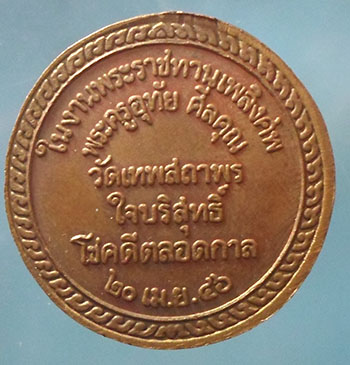 ในงานพระราชทานเพลิงศพ
พระครูอุทัย ศีลคุณ
วัดเทพสถาพร
ใจบริสุทธิ์
โชคดีตลอดกาล
๒๐ เม.ย. ๔๖